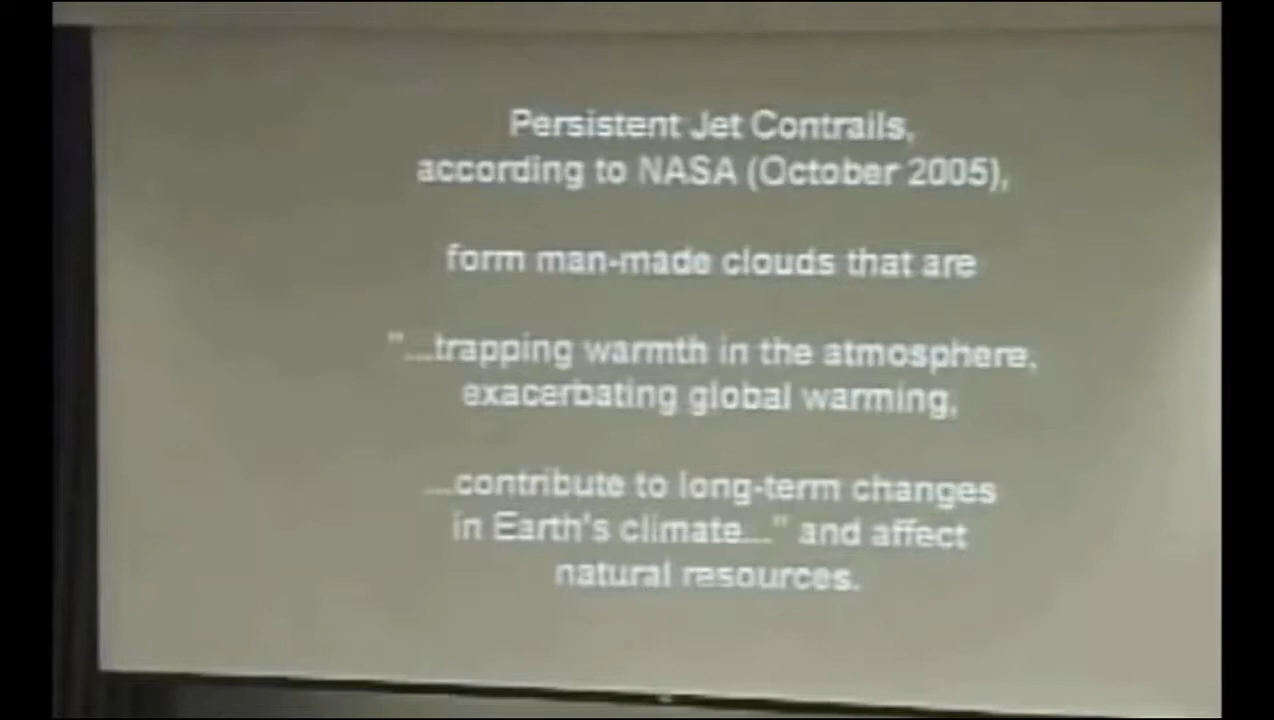 Persistent Jet Contrails,
according to NASA (October 2005),
form man-made clouds that are
"...trapping warmth in the atmosphere,
exacerbating global warming,
...contribute to long-term changes
in Earth's climate..." and affect
natural resources.